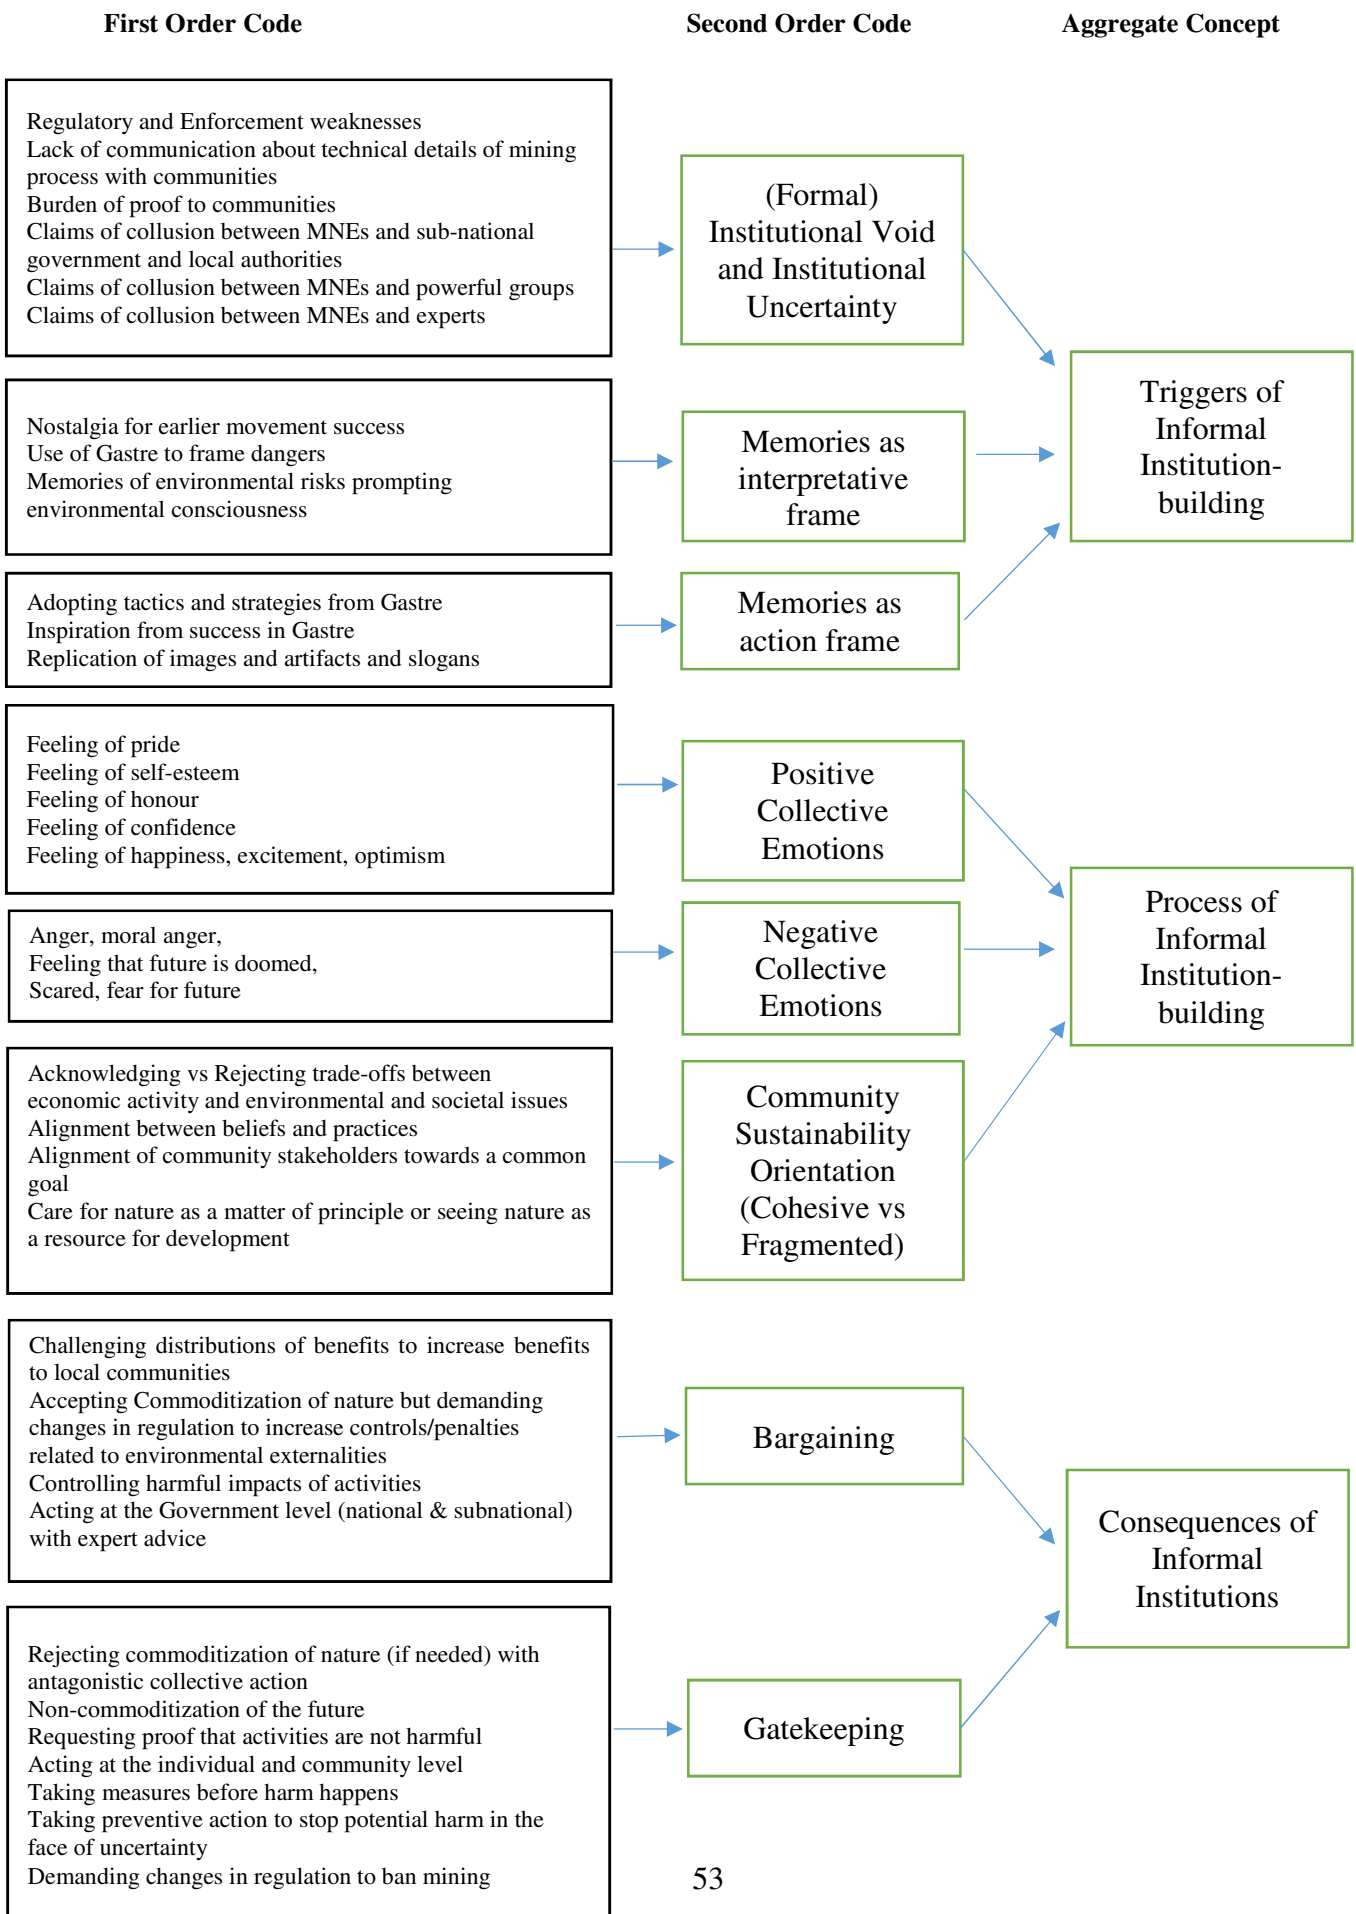 First Order Code
Second Order Code
Aggregate Concept
Regulatory and Enforcement weaknesses
Lack of communication about technical details of mining
process with communities
Burden of proof to communities
Claims of collusion between MNEs and sub-national
government and local authorities
Claims of collusion between MNEs and powerful groups
Claims of collusion between MNEs and experts
(Formal)
Institutional Void
and Institutional
Uncertainty
Nostalgia for earlier movement success
Use of Gastre to frame dangers
Memories of environmental risks prompting
environmental consciousness
Memories as
interpretative
frame
Adopting tactics and strategies from Gastre
Inspiration from success in Gastre
Replication of images and artifacts and slogans
Memories as
action frame
Triggers of
Informal
Institution-
building
Feeling of pride
Feeling of self-esteem
Feeling of honour
Feeling of confidence
Feeling of happiness, excitement, optimism
Positive
Collective
Emotions
Anger, moral anger,
Feeling that future is doomed,
Scared, fear for future
Negative
Collective
Emotions
Acknowledging vs Rejecting trade-offs between
economic activity and environmental and societal issues
Alignment between beliefs and practices
Alignment of community stakeholders towards a common
goal
Care for nature as a matter of principle or seeing nature as
a resource for development
Community
Sustainability
Orientation
(Cohesive vs
Fragmented)
Process of
Informal
Institution-
building
Challenging distributions of benefits to increase benefits
to local communities
Accepting Commoditization of nature but demanding
changes in regulation to increase controls/penalties
related to environmental externalities
Controlling harmful impacts of activities
Acting at the Government level (national & subnational)
with expert advice
Bargaining
Rejecting commoditization of nature (if needed) with
antagonistic collective action
Non-commoditization of the future
Requesting proof that activities are not harmful
Acting at the individual and community level
Taking measures before harm happens
Taking preventive action to stop potential harm in the
face of uncertainty
Demanding changes in regulation to ban mining
Gatekeeping
Consequences of
Informal
Institutions
53